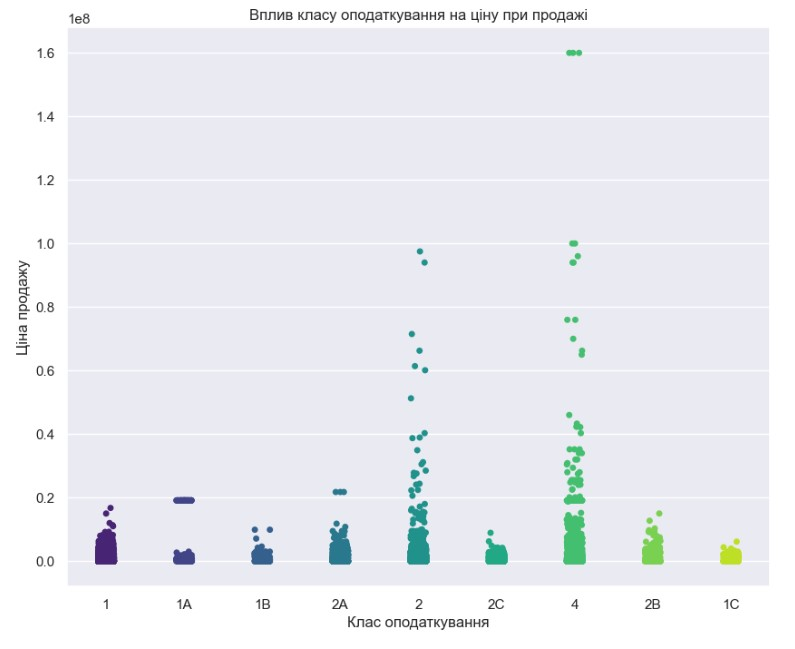 Вплив класу оподаткування на ціну при продажі
1e8
1.6
1.4
1.2
1.0
0.8
0.6
0.4
0.2
0.0
Ціна продажу
1 1A 1B 2A 2 2C 4 2B 1C
Клас оподаткування